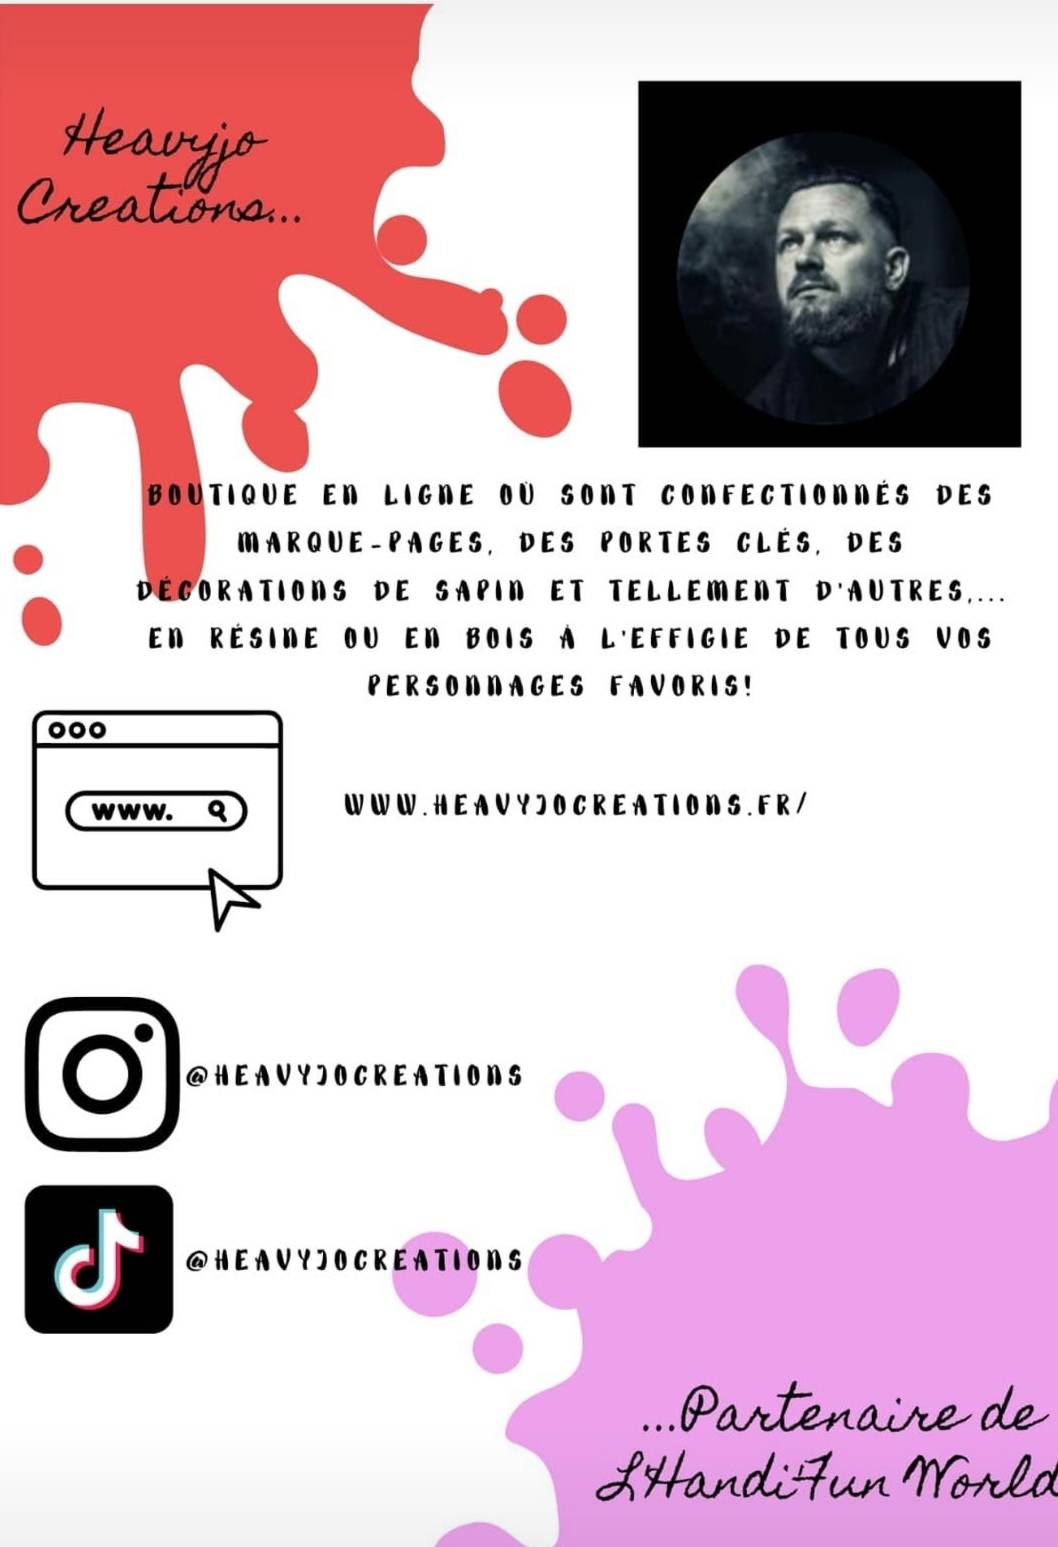 Heavyjo
Creations...
BOUTIQUE EN LIGNE OÙ SONT CONFECTIONNÉS DES
MARQUE-PAGES, DES PORTES CLÉS, DES
DÉCORATIONS DE SAPIN ET TELLEMENT D'AUTRES,...
EN RÉSINE OU EN BOIS À L'EFFIGIE DE TOUS VOS
PERSONNAGES FAVORIS!
www.
WWW.HEAVYJOCREATIONS.FR/
@HEAVYJOCREATIONS
@HEAVYJOCREATIONS
...Partenaire de
LHandiFun World